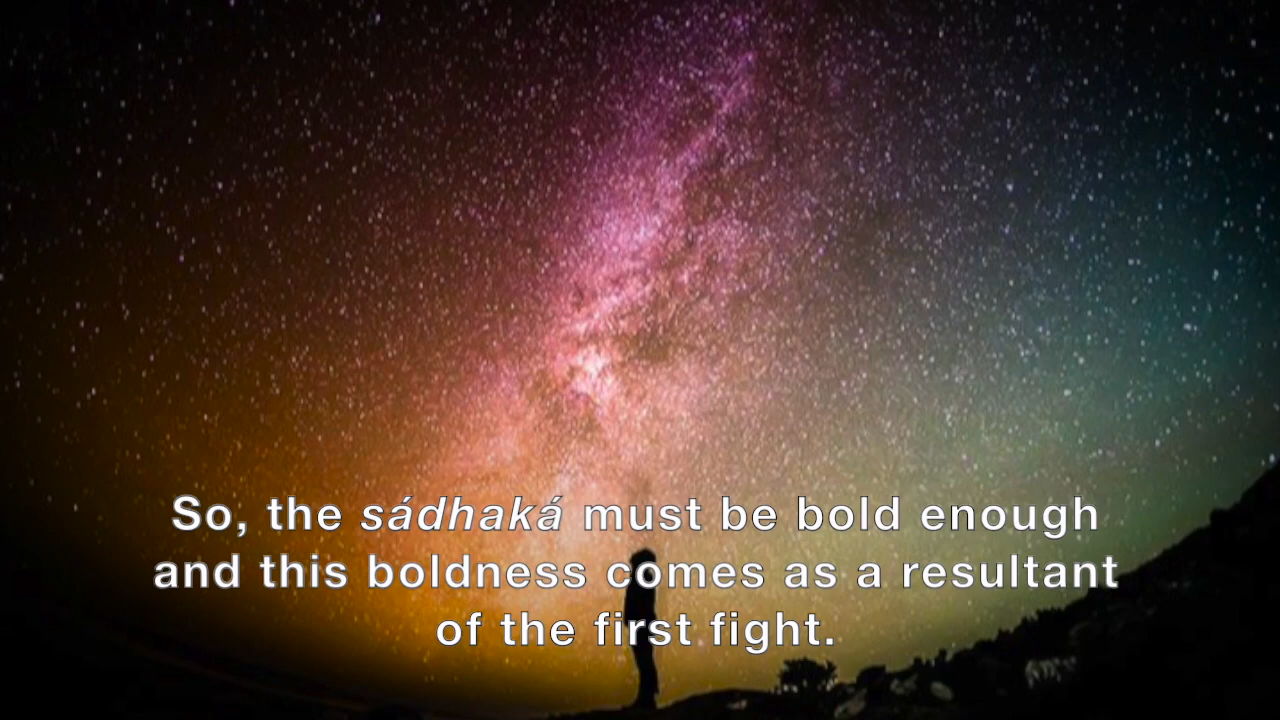 So, the sádhaká must be bold enough
and this boldness comes as a resultant
of the first fight.